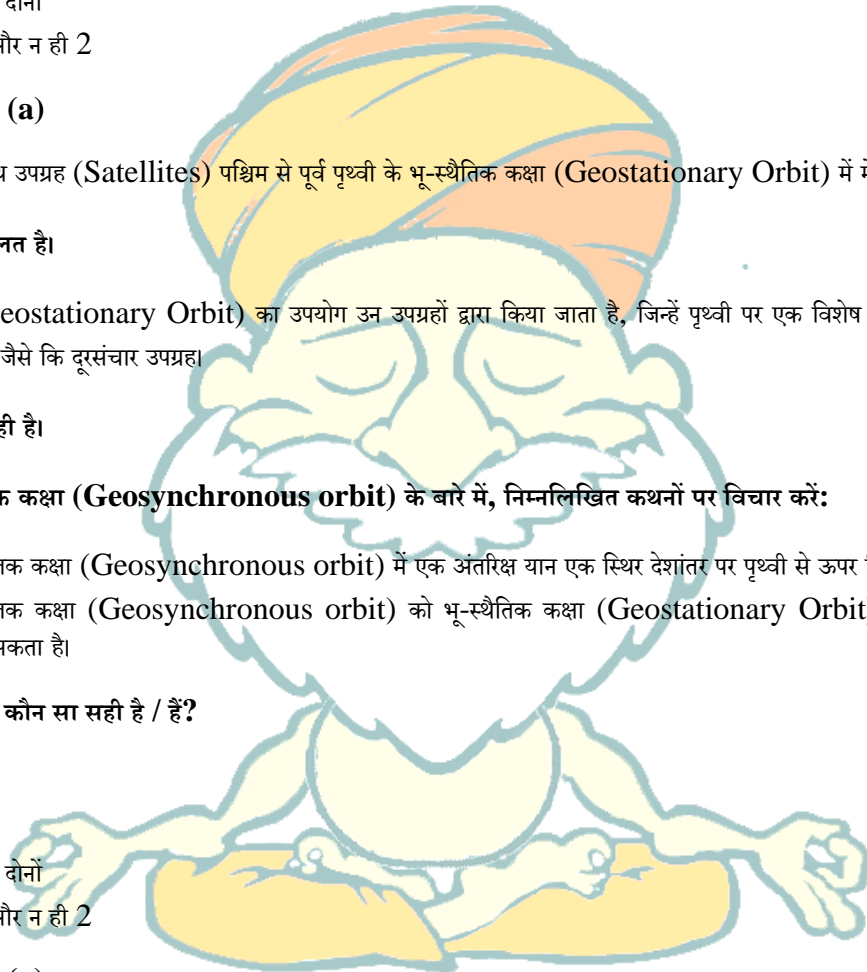 दोनों
और न ही 2
(a)
उपग्रह (Satellites) पश्चिम से पूर्व पृथ्वी के भू-स्थैतिक कक्षा (Geostationary Orbit) में
है।
Orbit) का उपयोग उन उपग्रहों द्वारा किया जाता है, जिन्हें पृथ्वी पर एक विशेष
जैसे कि दूरसंचार उपग्रह।
है।
कक्षा (Geosynchronous orbit) के बारे में, निम्नलिखित कथनों पर विचार करें:
कक्षा (Geosynchronous orbit) में एक अंतरिक्ष यान एक स्थिर देशांतर पर पृथ्वी से ऊपर
कक्षा (Geosynchronous orbit) को भू-स्थैतिक कक्षा (Geostationary Orbit
सकता है।
कौन सा सही है / हैं?
दोनों
और न ही 2